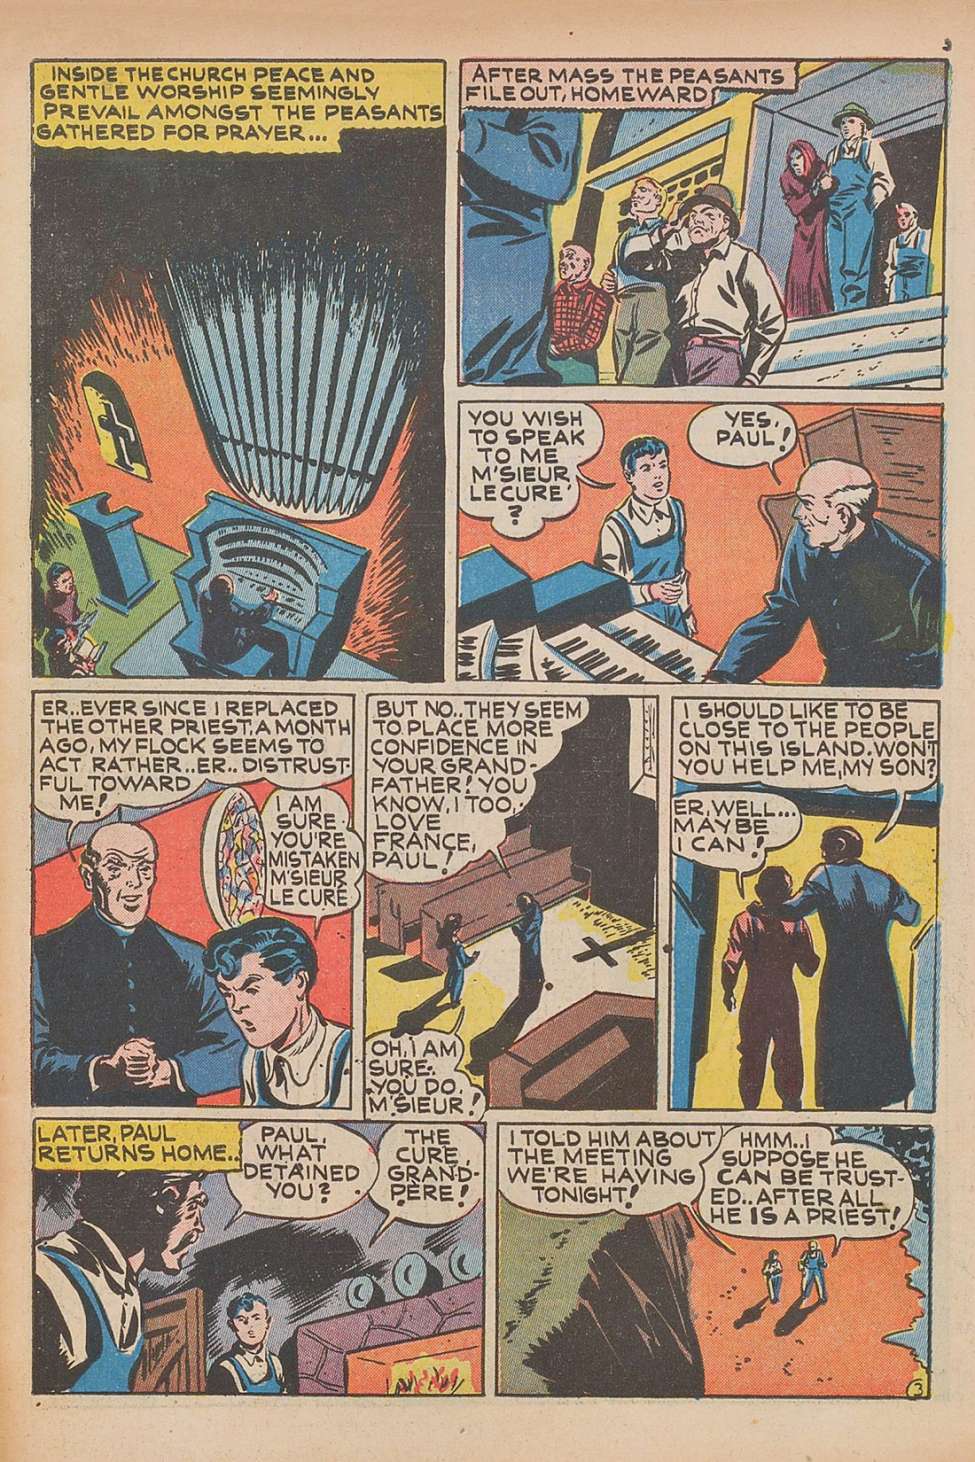 3
INSIDE THE CHURCH PEACE AND
GENTLE WORSHIP SEEMINGLY
PREVAIL AMONGST THE PEASANTS
GATHERED FOR PRAYER...
AFTER MASS THE PEASANTS
FILE OUT, HOMEWARD
YOU WISH
TO SPEAK
TO ME
M'SIEUR
LE CURE'
?
YES,
PAUL!
ER..EVER SINCE I REPLACED
THE OTHER PRIEST, A MONTH
AGO, MY FLOCK SEEMS TO
ACT RATHER..ER.. DISTRUST-
FUL TOWARD
ME!
I AM
SURE
YOU'RE
MISTAKEN
M'SIEUR
LE CURE
BUT NO..THEY SEEM
TO PLACE MORE
CONFIDENCE IN
YOUR GRAND-
FATHER! YOU
KNOW, I TOO,
LOVE
FRANCE,
PAUL!
OH, I AM
SURE
YOU DO,
M'SIEUR!
I SHOULD LIKE TO BE
CLOSE TO THE PEOPLE
ON THIS ISLAND. WON'T
YOU HELP ME, MY SON?
ER, WELL...
MAYBE
I CAN!
LATER, PAUL
RETURNS HOME..
PAUL,
WHAT
DETAINED
YOU?
THE
CURE,
GRAND-
PÈRE!
I TOLD HIM ABOUT
THE MEETING
WE'RE HAVING
TONIGHT!
HMM..I
SUPPOSE HE
CAN BE TRUST-
ED..AFTER ALL
HE IS A PRIEST!
3